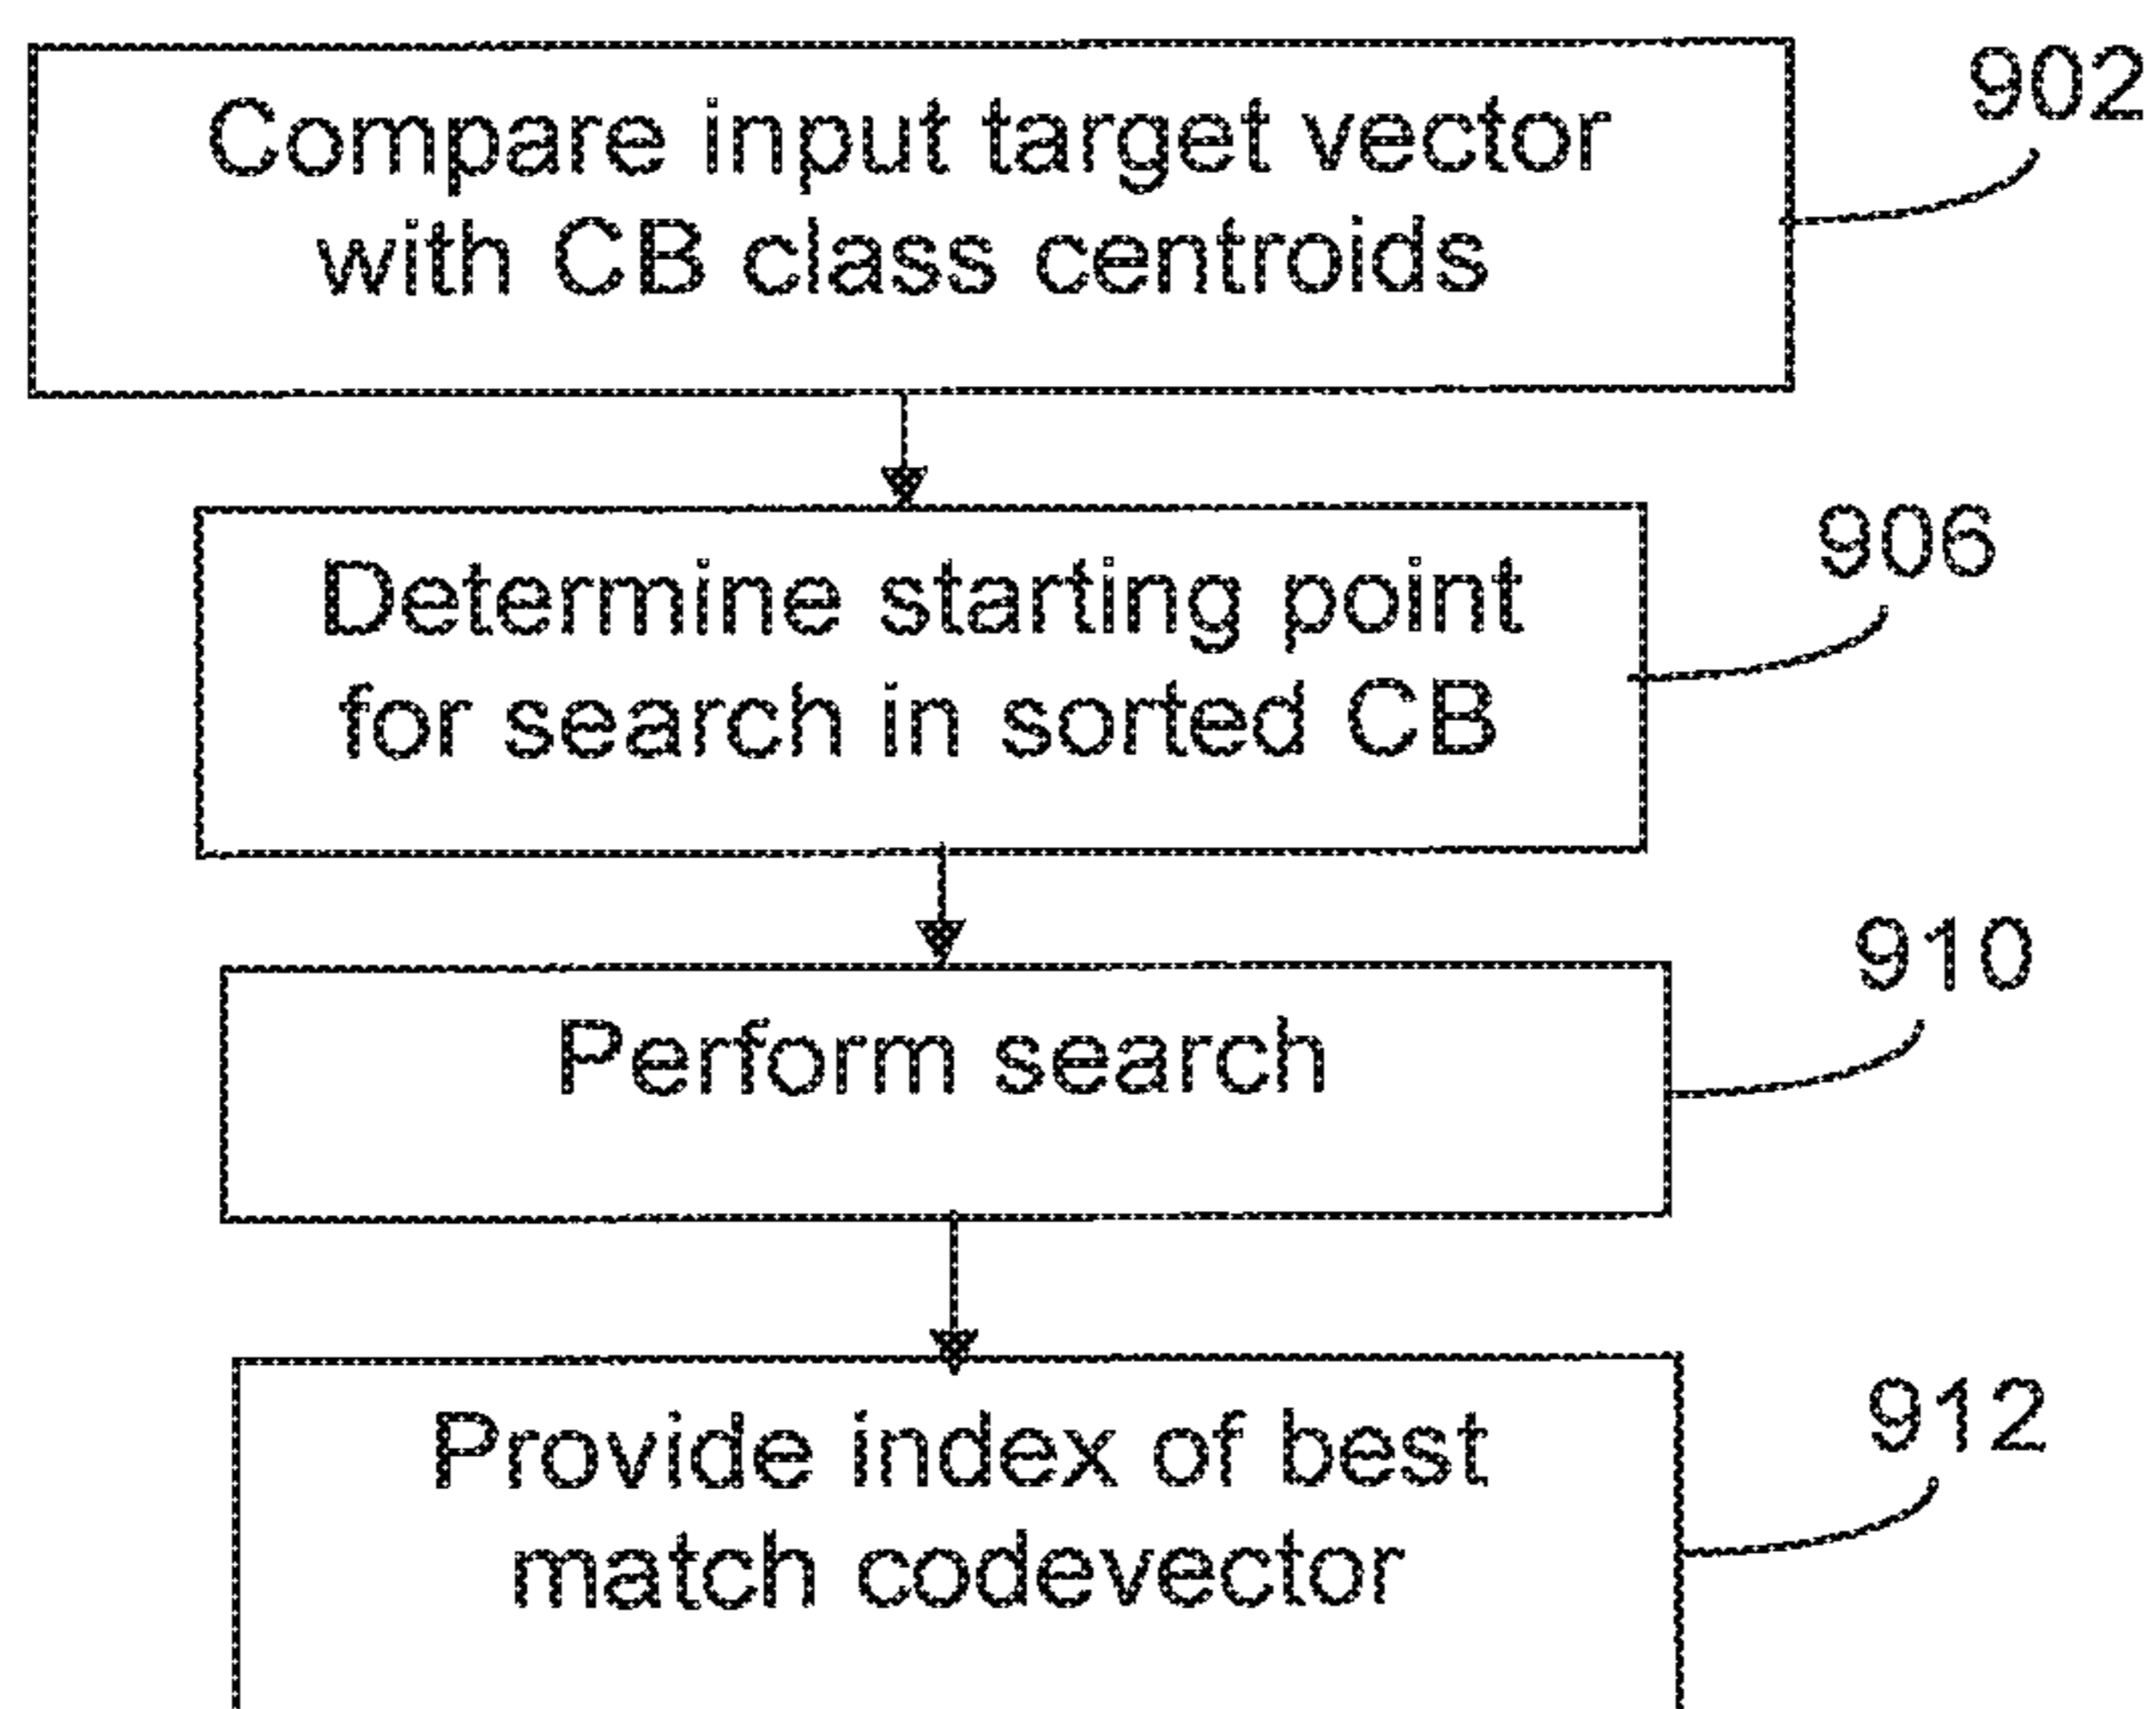 Compare input target vector
with CB class centroids
902
Determine starting point
for search in sorted CB
906
Perform search
910
Provide index of best
match codevector
912